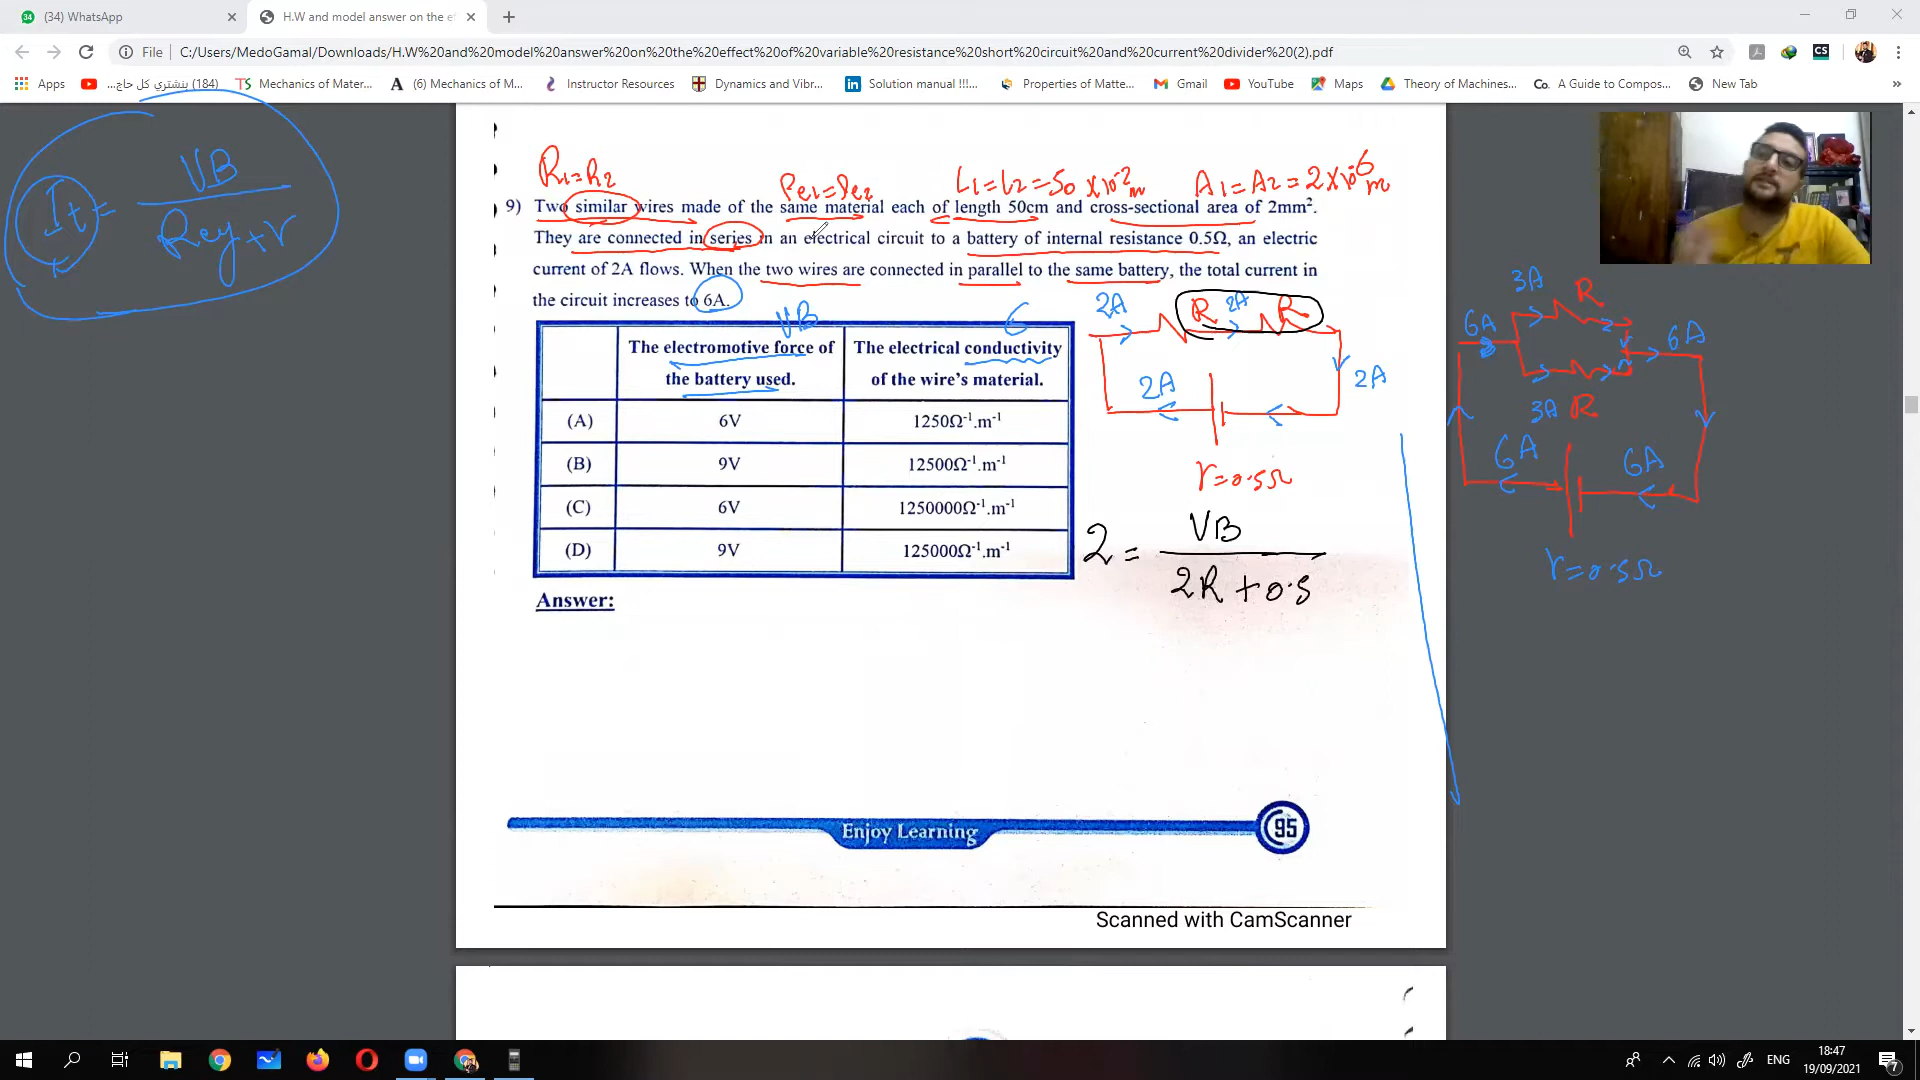 (34) WhatsApp
H.W and model answer on the ef
File
C:/Users/MedoGamal/Downloads/H.W%20and%20model%20answer%20on%20the%20effect%20of%20variable%20resistance%20short%20circuit%20and%20current%20divider%20(2).pdf
Apps
(184) بنشتري كل حاج...
Mechanics of Mater...
(6) Mechanics of M...
Instructor Resources
Dynamics and Vibr...
Solution manual !!!...
Properties of Matte...
Gmail
YouTube
Maps
Theory of Machines...
A Guide to Compos...
New Tab
»
It = VB / Req + r
R1=R2
ρe1=ρe2
L1=L2=50×10-2 m
A1=A2=2×10-6 m
9) Two similar wires made of the same material each of length 50cm and cross-sectional area of 2mm².
They are connected in series in an electrical circuit to a battery of internal resistance 0.5Ω, an electric
current of 2A flows. When the two wires are connected in parallel to the same battery, the total current in
the circuit increases to 6A.
VB
The electromotive force of the battery used.
The electrical conductivity of the wire's material.
(A) 6V 1250Ω⁻¹.m⁻¹
(B) 9V 12500Ω⁻¹.m⁻¹
(C) 6V 1250000Ω⁻¹.m⁻¹
(D) 9V 125000Ω⁻¹.m⁻¹
Answer:
2A R 2A R
2A 2A
r=0.5Ω
2 = VB / 2R + 0.5
3A R
6A 6A
3A R
6A 6A
r=0.5Ω
Enjoy Learning
95
Scanned with CamScanner
ENG
18:47
19/09/2021
7